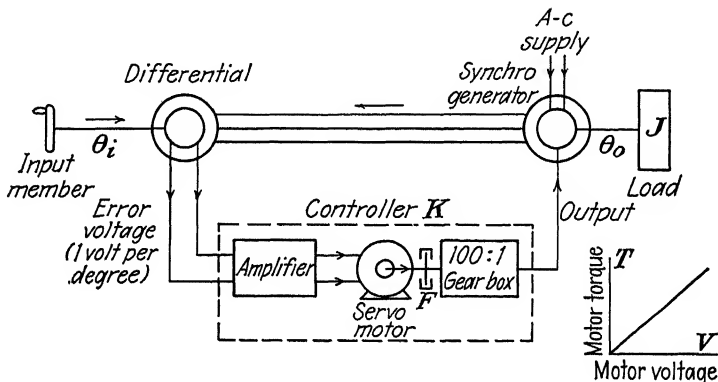 A-c
supply
Differential
Synchro
generator
θi
Input
member
θo
J
Load
Error
voltage
(1 volt per
degree)
Controller K
Output
Amplifier
Servo
motor
F
100:1
Gear box
Motor torque
T
V
Motor voltage